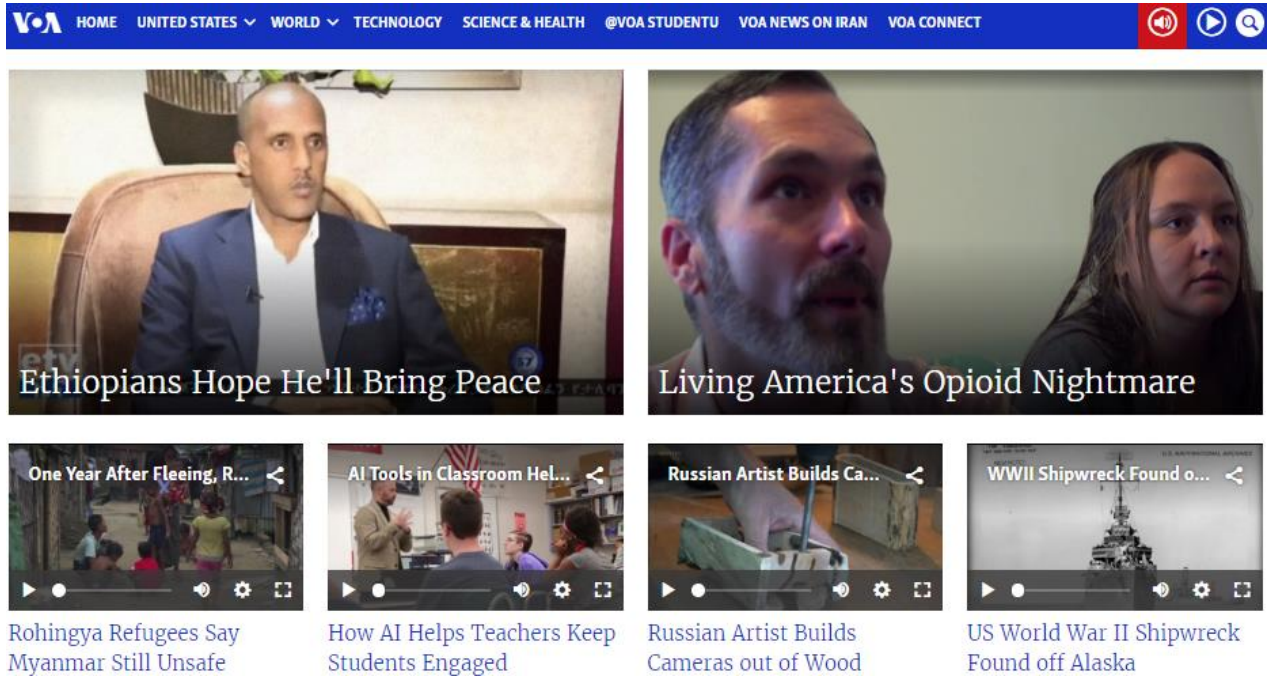 VOA HOME UNITED STATES WORLD TECHNOLOGY SCIENCE & HEALTH @VOA STUDENTU VOA NEWS ON IRAN VOA CONNECT
etv
57
Ethiopians Hope He'll Bring Peace
Living America's Opioid Nightmare
One Year After Fleeing, R...
AI Tools in Classroom Hel...
Russian Artist Builds Ca...
WWII Shipwreck Found o...
Rohingya Refugees Say
Myanmar Still Unsafe
How AI Helps Teachers Keep
Students Engaged
Russian Artist Builds
Cameras out of Wood
US World War II Shipwreck
Found off Alaska